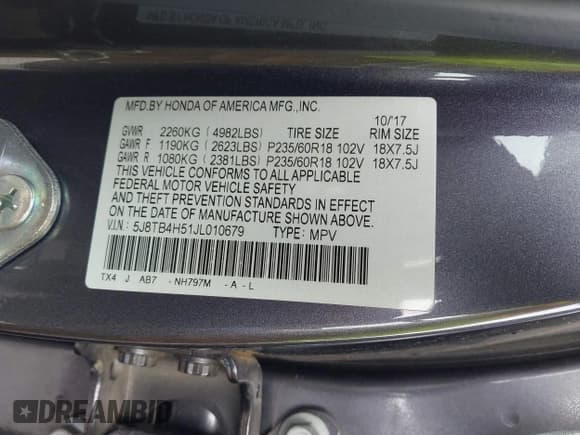 MFD.BY HONDA OF AMERICA MFG.,INC.
10/17
GVWR 2260KG (4982LBS) TIRE SIZE RIM SIZE
GAWR F 1190KG (2623LBS) P235/60R18 102V 18X7.5J
GAWR R 1080KG (2381LBS) P235/60R18 102V 18X7.5J
THIS VEHICLE CONFORMS TO ALL APPLICABLE
FEDERAL MOTOR VEHICLE SAFETY
AND THEFT PREVENTION STANDARDS IN EFFECT
ON THE DATE OF MANUFACTURE SHOWN ABOVE.
V.I.N.: 5J8TB4H51JL010679 TYPE: MPV
TX4 J AB7 - NH797M - A - L
DREAMBID